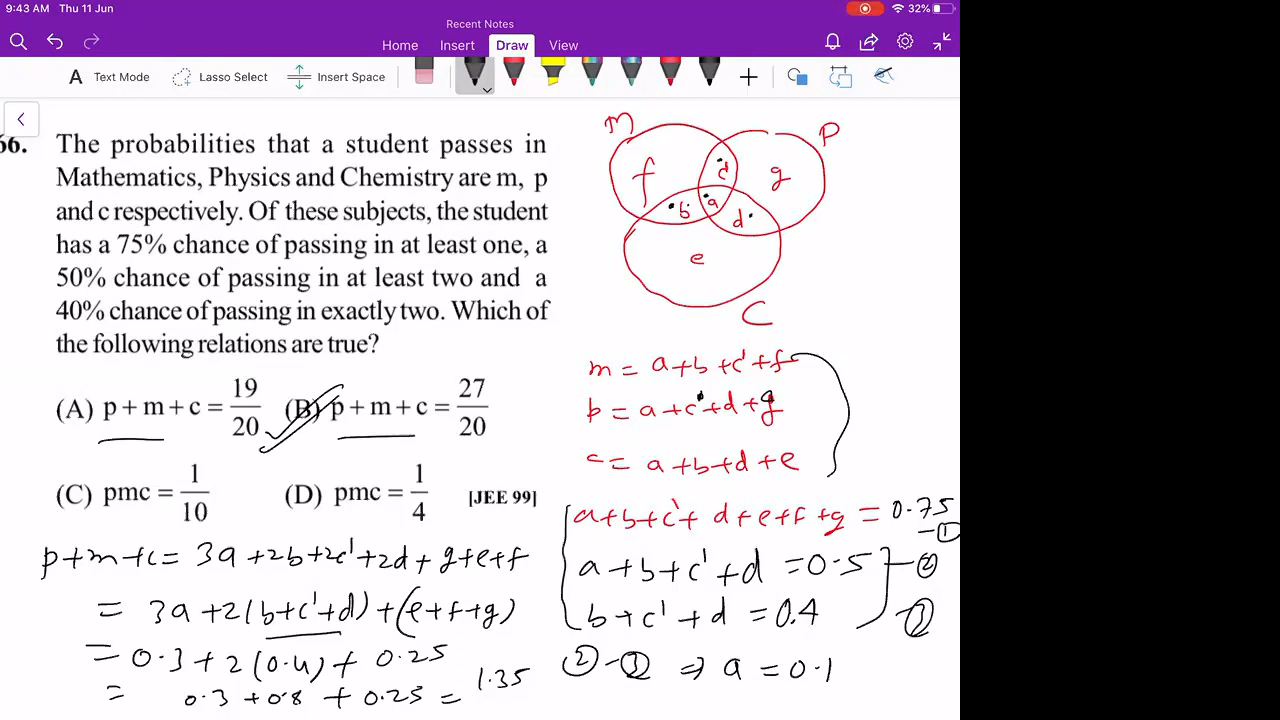 9:43 AM Thu 11 Jun
32%
Recent Notes
Home Insert Draw View
A Text Mode Lasso Select Insert Space
66. The probabilities that a student passes in
Mathematics, Physics and Chemistry are m, p
and c respectively. Of these subjects, the student
has a 75% chance of passing in at least one, a
50% chance of passing in at least two and a
40% chance of passing in exactly two. Which of
the following relations are true?
(A) p + m + c = 19/20 (B) p + m + c = 27/20
(C) pmc = 1/10 (D) pmc = 1/4 [JEE 99]
p+m+c = 3a+2b+2c'+2d+g+e+f
= 3a+2(b+c'+d)+(e+f+g)
= 0.3+2(0.4)+0.25
= 0.3+0.8+0.25 = 1.35
M P
f c' g
b a d
e
C
m = a+b+c'+f
p = a+c'+d+g
c = a+b+d+e
a+b+c'+d+e+f+g = 0.75 -①
a+b+c'+d = 0.5 -②
b+c'+d = 0.4
⇒ a = 0.1